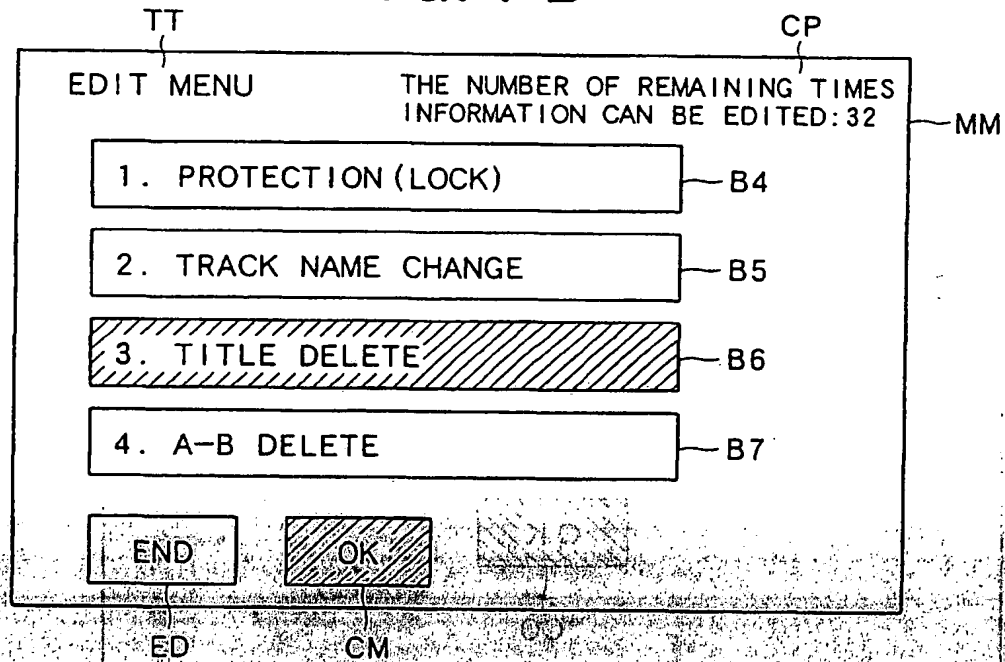 TT
CP
EDIT MENU
THE NUMBER OF REMAINING TIMES
INFORMATION CAN BE EDITED:32
MM
1. PROTECTION(LOCK)
B4
2. TRACK NAME CHANGE
B5
3. TITLE DELETE
B6
4. A-B DELETE
B7
END
OK
ED
CM